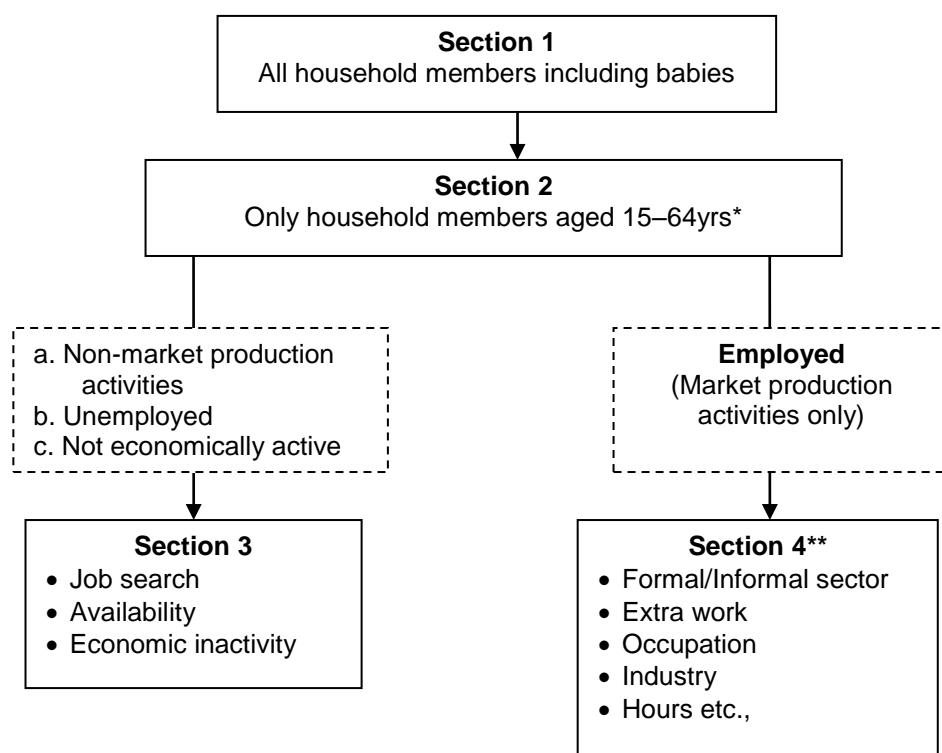 Section 1
All household members including babies
Section 2
Only household members aged 15–64yrs*
a. Non-market production
activities
b. Unemployed
c. Not economically active
Employed
(Market production
activities only)
Section 3
• Job search
• Availability
• Economic inactivity
Section 4**
• Formal/Informal sector
• Extra work
• Occupation
• Industry
• Hours etc.,